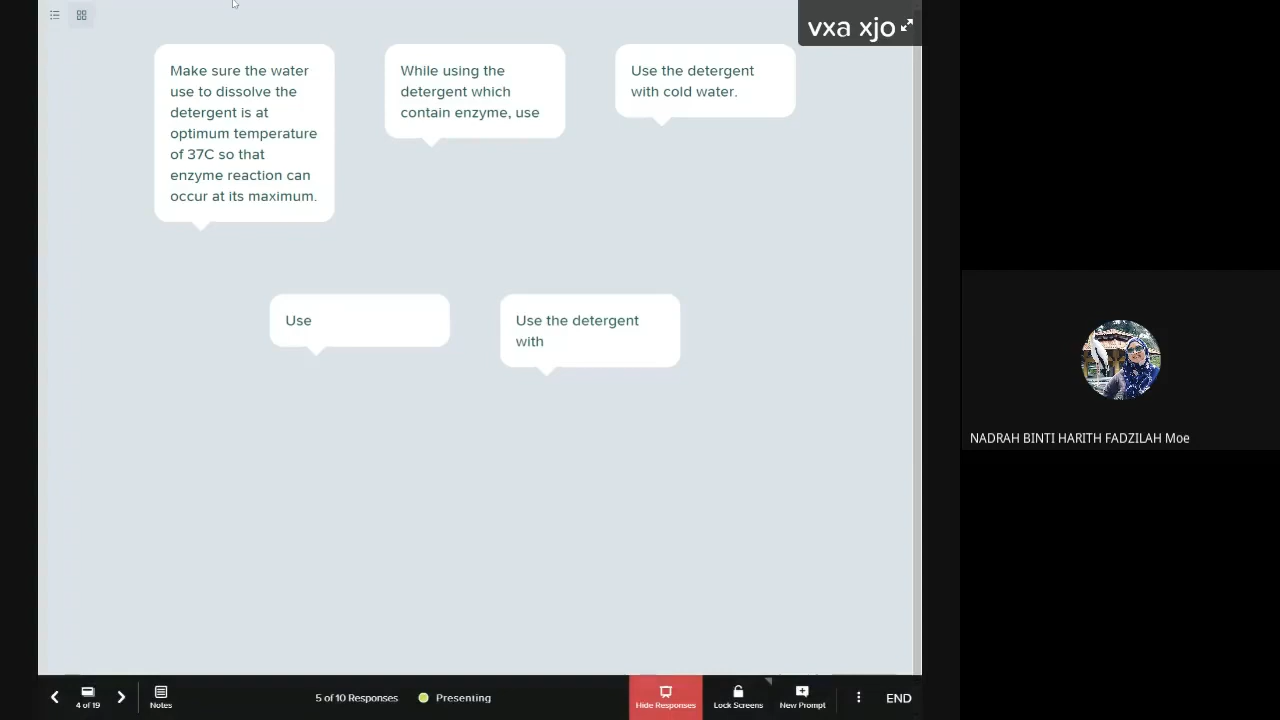 vxa xjo
Make sure the water
use to dissolve the
detergent is at
optimum temperature
of 37C so that
enzyme reaction can
occur at its maximum.
While using the
detergent which
contain enzyme, use
Use the detergent
with cold water.
Use
Use the detergent
with
NADRAH BINTI HARITH FADZILAH Moe
4 of 19
Notes
5 of 10 Responses
Presenting
Hide Responses
Lock Screens
New Prompt
END